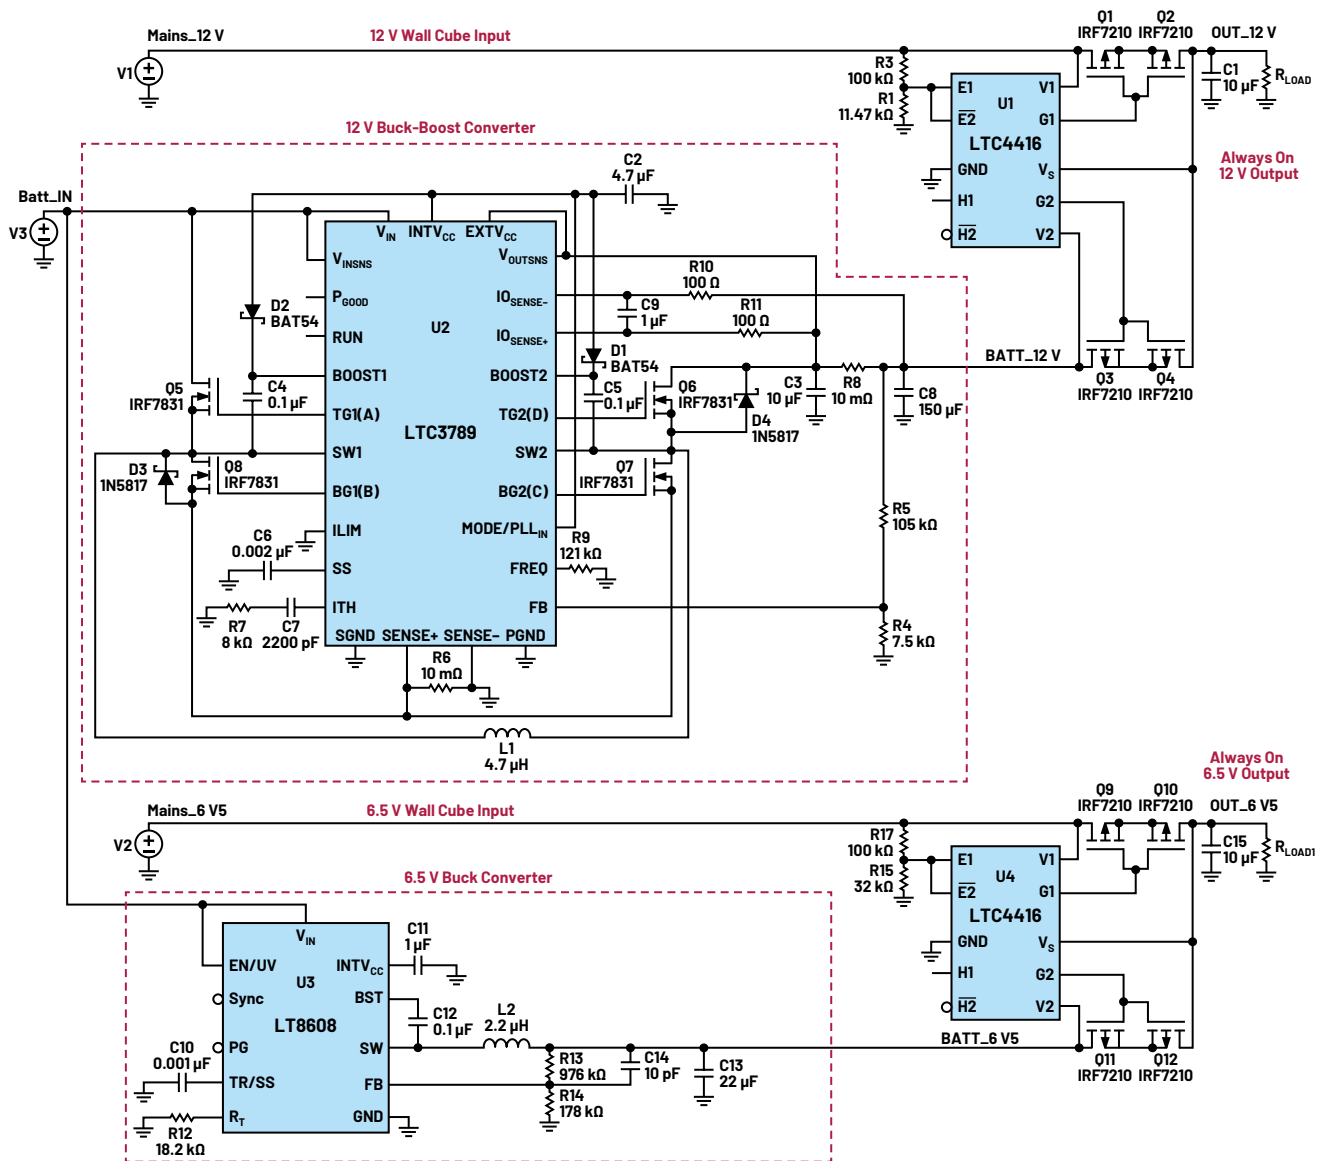 Mains_12 V
12 V Wall Cube Input
V1
Q1
IRF7210
Q2
IRF7210
OUT_12 V
R3
100 kΩ
R1
11.47 kΩ
E1
E2
GND
H1
H2
U1
LTC4416
V1
G1
VS
G2
V2
C1
10 µF
RLOAD
Always On
12 V Output
12 V Buck-Boost Converter
Batt_IN
V3
C2
4.7 µF
VIN
INTVCC
EXTVCC
VINSNS
PGOOD
RUN
BOOST1
TG1(A)
SW1
BG1(B)
ILIM
SS
ITH
SGND
SENSE+
SENSE−
PGND
U2
LTC3789
VOUTSNS
IOSENSE−
IOSENSE+
BOOST2
TG2(D)
SW2
BG2(C)
MODE/PLLIN
FREQ
FB
D2
BAT54
C4
0.1 µF
Q5
IRF7831
D3
1N5817
Q8
IRF7831
C6
0.002 µF
R7
8 kΩ
C7
2200 pF
R6
10 mΩ
L1
4.7 µH
R10
100 Ω
C9
1 µF
R11
100 Ω
D1
BAT54
C5
0.1 µF
Q6
IRF7831
D4
1N5817
Q7
IRF7831
C3
10 µF
R8
10 mΩ
C8
150 µF
R9
121 kΩ
R5
105 kΩ
R4
7.5 kΩ
BATT_12 V
Q3
IRF7210
Q4
IRF7210
Always On
6.5 V Output
Mains_6 V5
6.5 V Wall Cube Input
V2
Q9
IRF7210
Q10
IRF7210
OUT_6 V5
R17
100 kΩ
R15
32 kΩ
E1
E2
GND
H1
H2
U4
LTC4416
V1
G1
VS
G2
V2
C15
10 µF
RLOAD1
6.5 V Buck Converter
VIN
EN/UV
Sync
PG
TR/SS
RT
U3
LT8608
INTVCC
BST
SW
FB
GND
C11
1 µF
C12
0.1 µF
L2
2.2 µH
C10
0.001 µF
R12
18.2 kΩ
R13
976 kΩ
R14
178 kΩ
C14
10 pF
C13
22 µF
BATT_6 V5
Q11
IRF7210
Q12
IRF7210